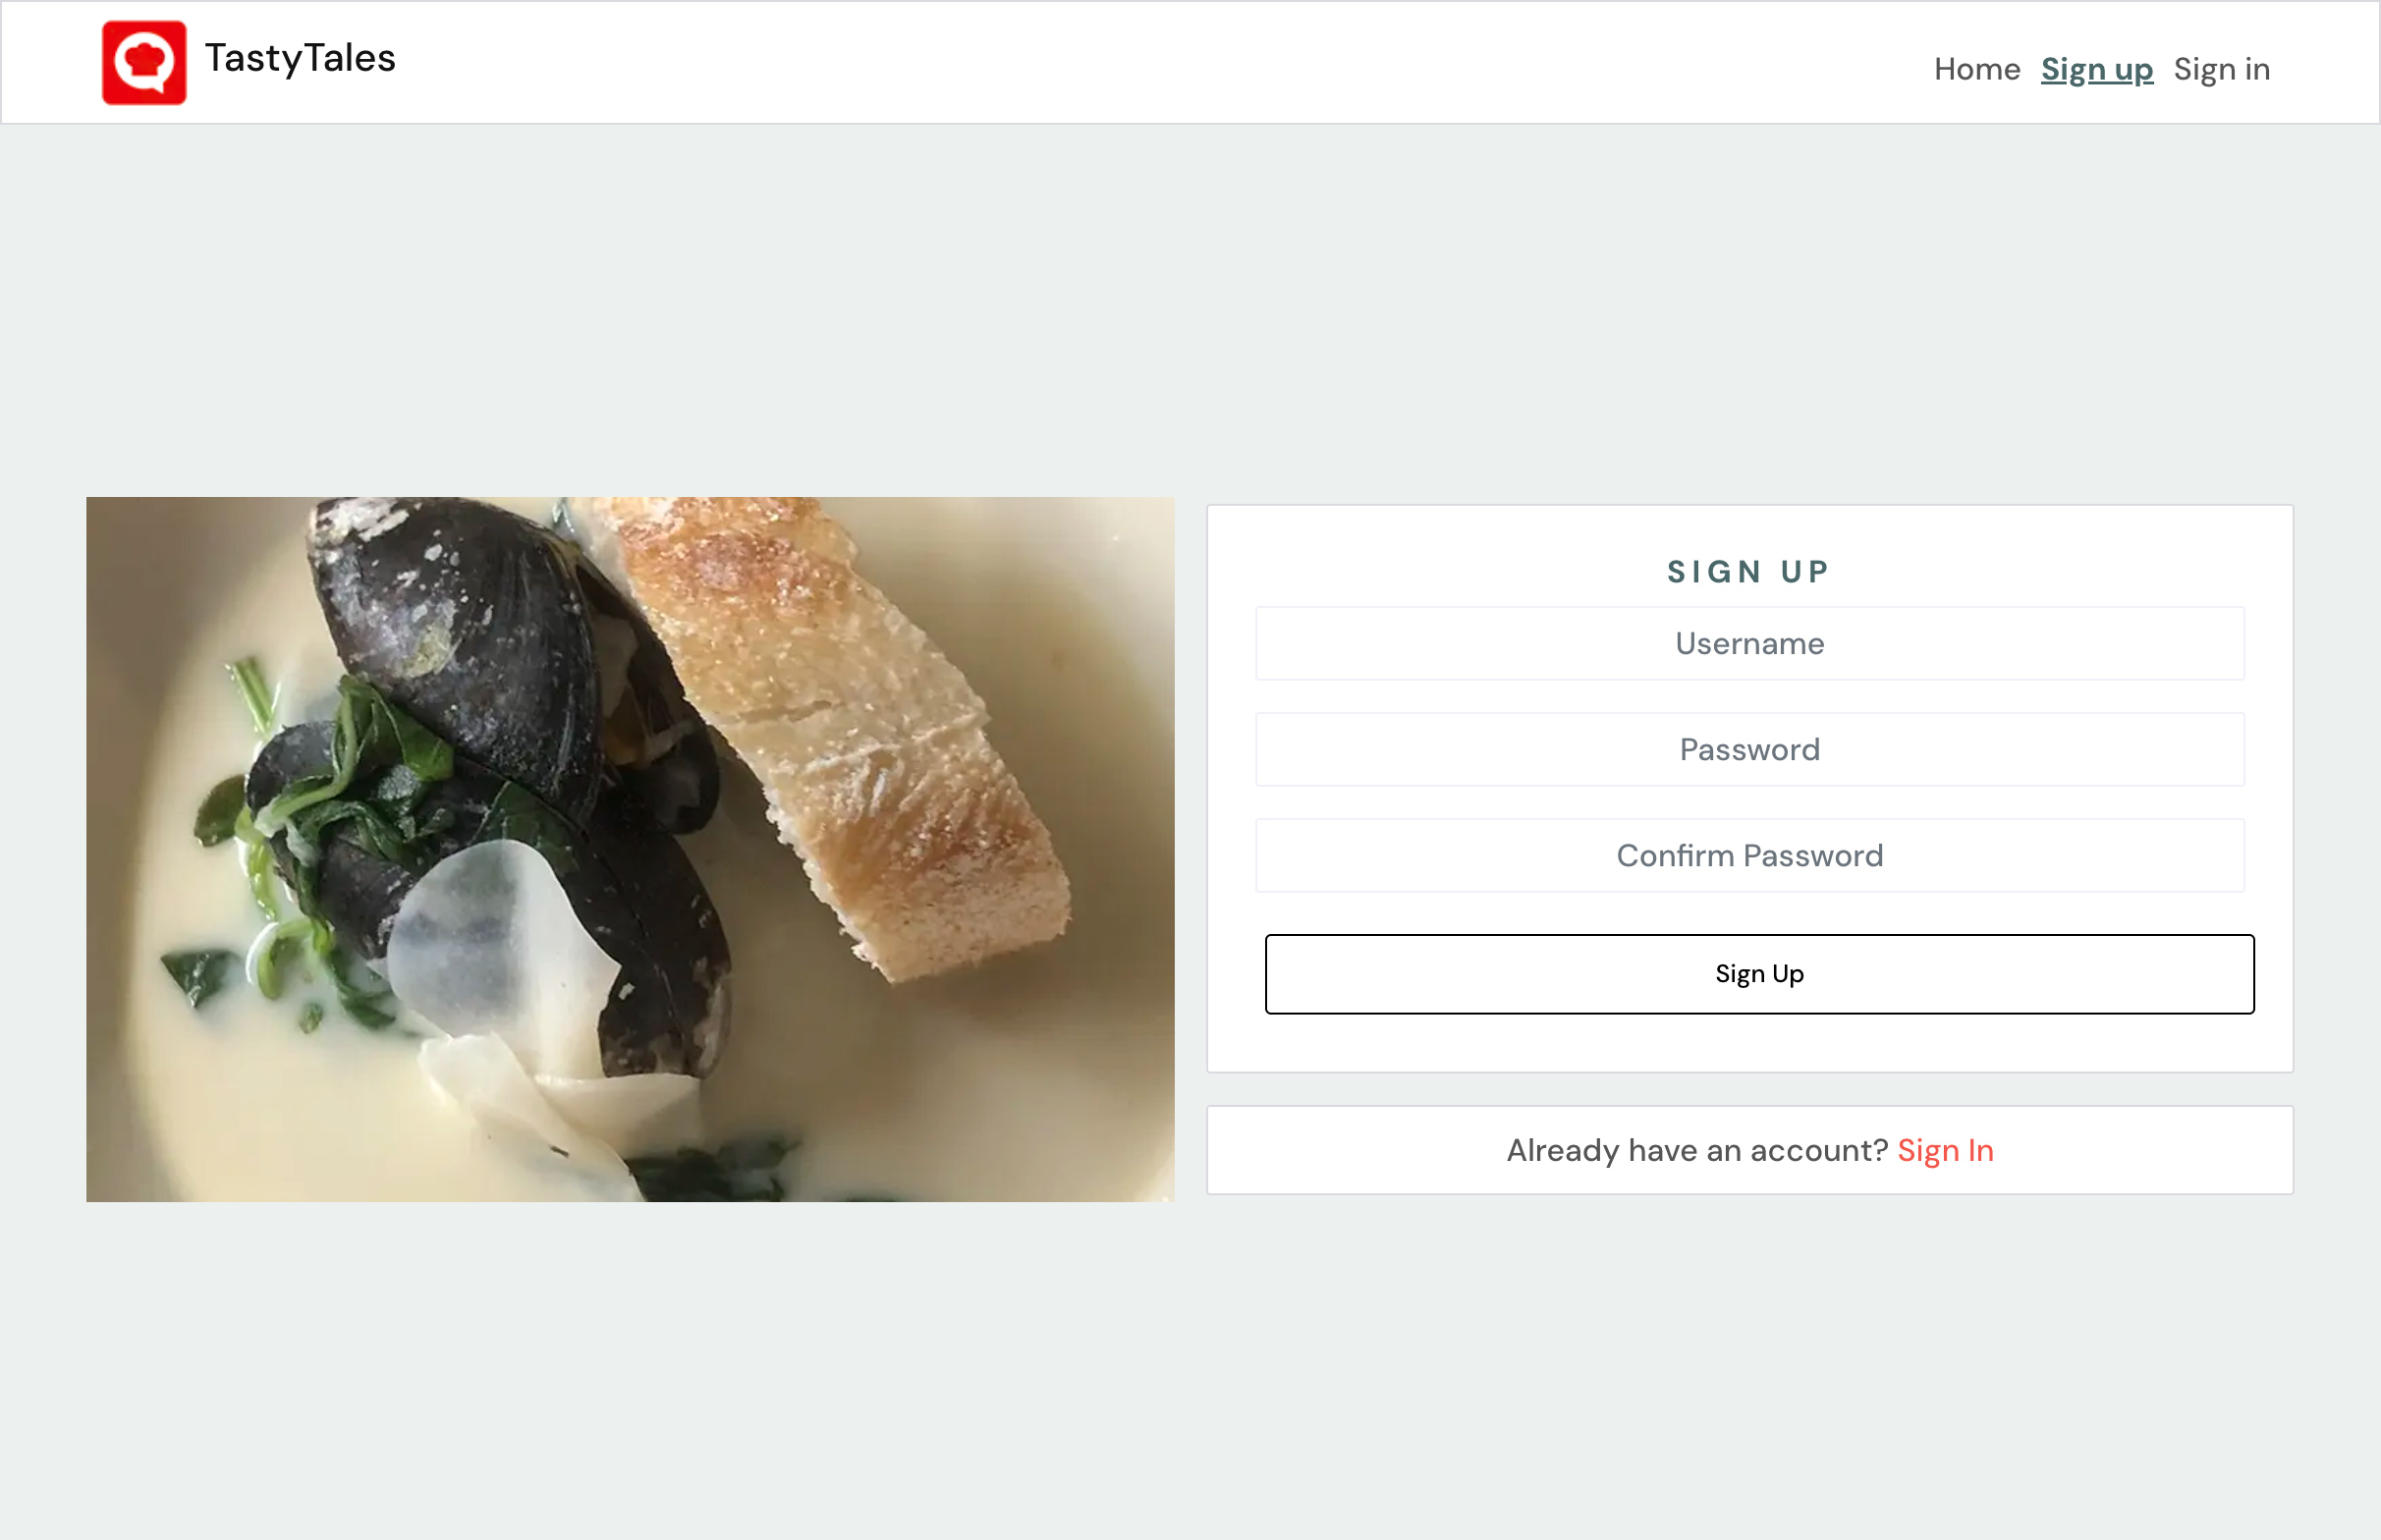 TastyTales
Home Sign up Sign in
SIGN UP
Username
Password
Confirm Password
Sign Up
Already have an account? Sign In